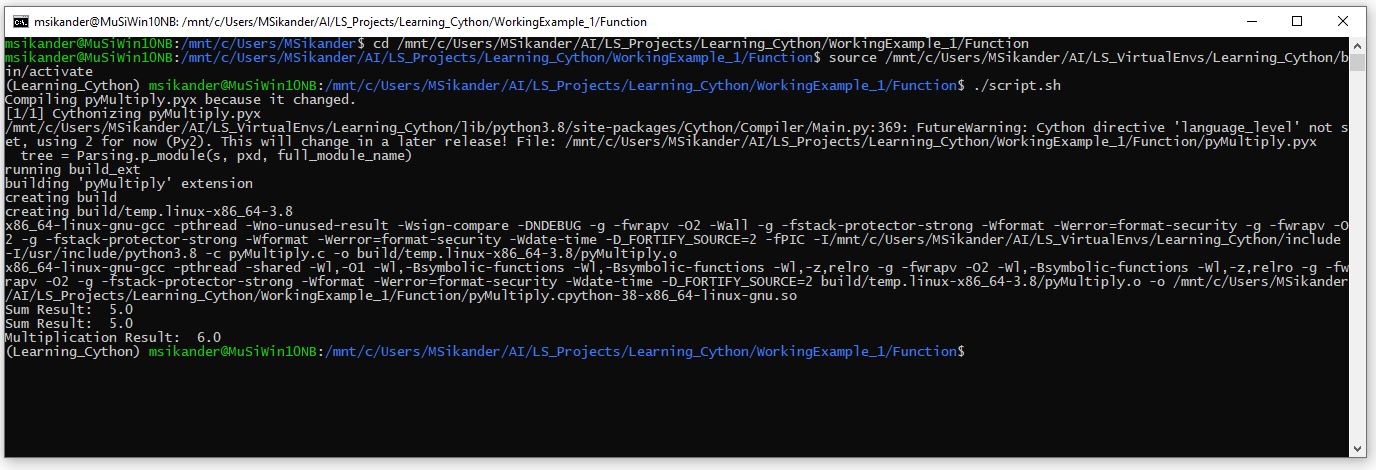 msikander@MuSiWin10NB: /mnt/c/Users/MSikander/AI/LS_Projects/Learning_Cython/WorkingExample_1/Function
msikander@MuSiWin10NB:/mnt/c/Users/MSikander$ cd /mnt/c/Users/MSikander/AI/LS_Projects/Learning_Cython/WorkingExample_1/Function
msikander@MuSiWin10NB:/mnt/c/Users/MSikander/AI/LS_Projects/Learning_Cython/WorkingExample_1/Function$ source /mnt/c/Users/MSikander/AI/LS_VirtualEnvs/Learning_Cython/b
in/activate
(Learning_Cython) msikander@MuSiWin10NB:/mnt/c/Users/MSikander/AI/LS_Projects/Learning_Cython/WorkingExample_1/Function$ ./script.sh
Compiling pyMultiply.pyx because it changed.
[1/1] Cythonizing pyMultiply.pyx
/mnt/c/Users/MSikander/AI/LS_VirtualEnvs/Learning_Cython/lib/python3.8/site-packages/Cython/Compiler/Main.py:369: FutureWarning: Cython directive 'language_level' not s
et, using 2 for now (Py2). This will change in a later release! File: /mnt/c/Users/MSikander/AI/LS_Projects/Learning_Cython/WorkingExample_1/Function/pyMultiply.pyx
  tree = Parsing.p_module(s, pxd, full_module_name)
running build_ext
building 'pyMultiply' extension
creating build
creating build/temp.linux-x86_64-3.8
x86_64-linux-gnu-gcc -pthread -Wno-unused-result -Wsign-compare -DNDEBUG -g -fwrapv -O2 -Wall -g -fstack-protector-strong -Wformat -Werror=format-security -g -fwrapv -O
2 -g -fstack-protector-strong -Wformat -Werror=format-security -Wdate-time -D_FORTIFY_SOURCE=2 -fPIC -I/mnt/c/Users/MSikander/AI/LS_VirtualEnvs/Learning_Cython/include
-I/usr/include/python3.8 -c pyMultiply.c -o build/temp.linux-x86_64-3.8/pyMultiply.o
x86_64-linux-gnu-gcc -pthread -shared -Wl,-O1 -Wl,-Bsymbolic-functions -Wl,-Bsymbolic-functions -Wl,-z,relro -g -fwrapv -O2 -Wl,-Bsymbolic-functions -Wl,-z,relro -g -fw
rapv -O2 -g -fstack-protector-strong -Wformat -Werror=format-security -Wdate-time -D_FORTIFY_SOURCE=2 build/temp.linux-x86_64-3.8/pyMultiply.o -o /mnt/c/Users/MSikander
/AI/LS_Projects/Learning_Cython/WorkingExample_1/Function/pyMultiply.cpython-38-x86_64-linux-gnu.so
Sum Result:  5.0
Sum Result:  5.0
Multiplication Result:  6.0
(Learning_Cython) msikander@MuSiWin10NB:/mnt/c/Users/MSikander/AI/LS_Projects/Learning_Cython/WorkingExample_1/Function$